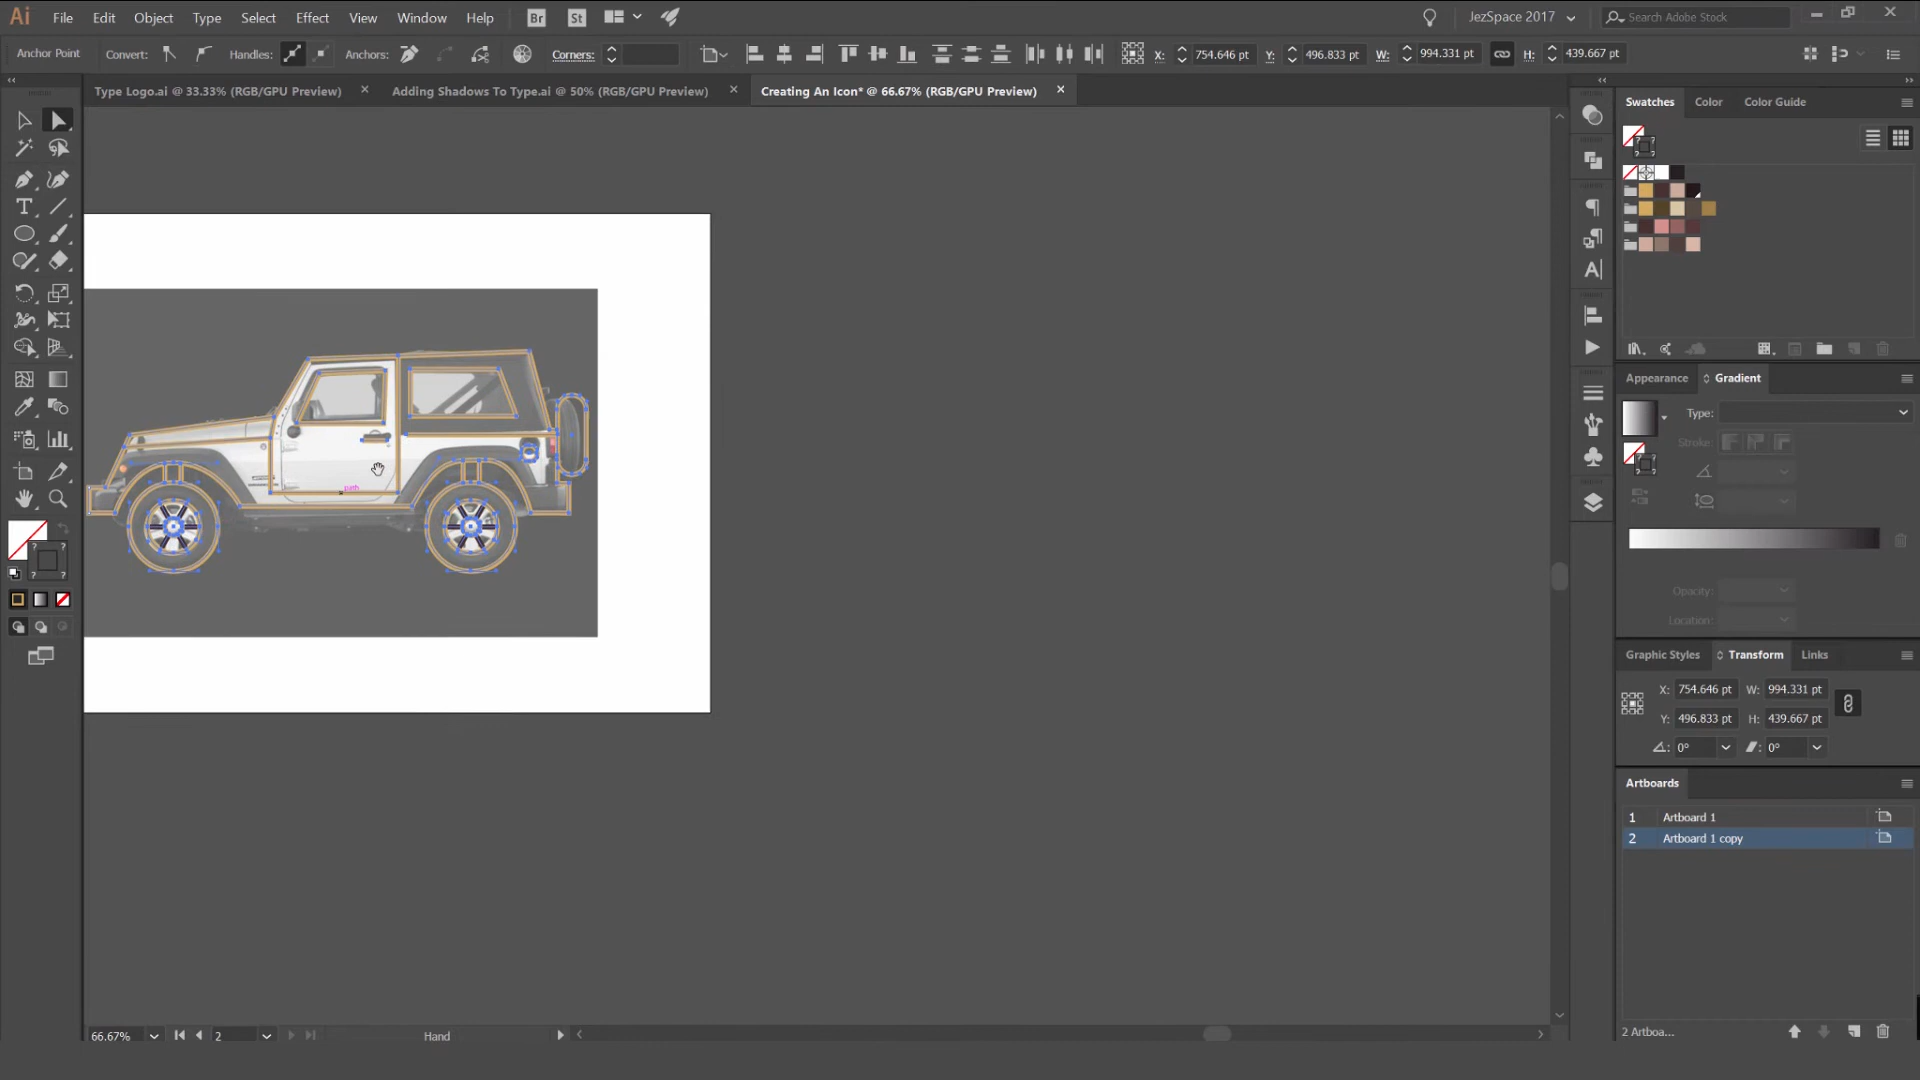 Ai File Edit Object Type Select Effect View Window Help Br St JezSpace 2017 Search Adobe Stock
Anchor Point Convert: Handles: Anchors: Corners: X: 754.646 pt Y: 496.833 pt W: 994.331 pt H: 439.667 pt
Type Logo.ai @ 33.33% (RGB/GPU Preview) Adding Shadows To Type.ai @ 50% (RGB/GPU Preview) Creating An Icon* @ 66.67% (RGB/GPU Preview)
Swatches Color Color Guide
Appearance Gradient
Type:
Stroke:
path
Opacity:
Location:
Graphic Styles Transform Links
X: 754.646 pt W: 994.331 pt
Y: 496.833 pt H: 439.667 pt
0° 0°
Artboards
1 Artboard 1
2 Artboard 1 copy
2 Artboa...
66.67% 2 Hand